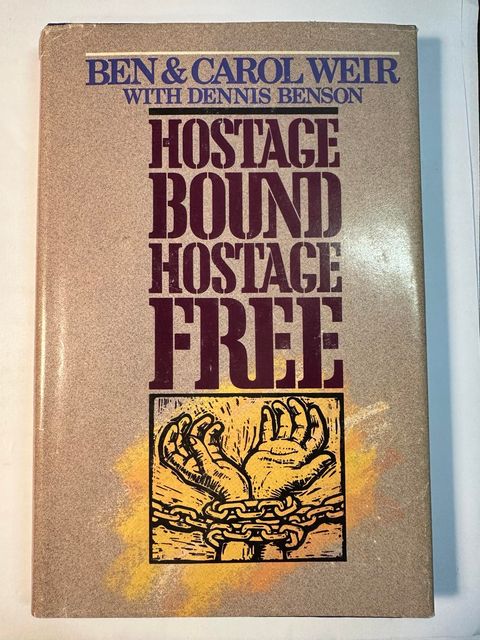 BEN & CAROL WEIR
WITH DENNIS BENSON
HOSTAGE
BOUND
HOSTAGE
FREE